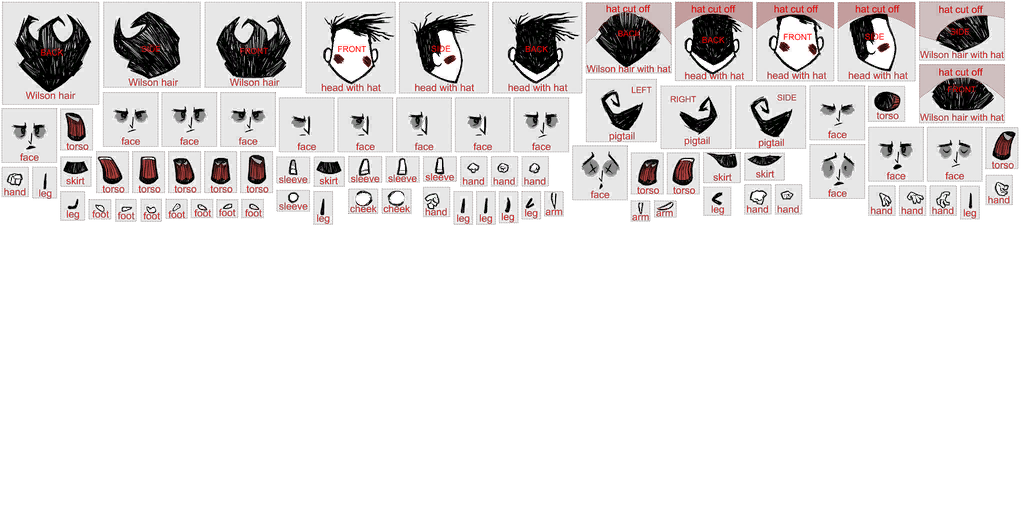 BACK
Wilson hair
SIDE
Wilson hair
FRONT
Wilson hair
FRONT
head with hat
SIDE
head with hat
BACK
head with hat
hat cut off
BACK
Wilson hair with hat
hat cut off
BACK
head with hat
hat cut off
FRONT
head with hat
hat cut off
SIDE
head with hat
hat cut off
SIDE
Wilson hair with hat
hat cut off
FRONT
Wilson hair with hat
face
torso
face
face
face
face
face
face
face
face
LEFT
pigtail
RIGHT
pigtail
SIDE
pigtail
face
torso
hand
leg
skirt
torso
torso
torso
torso
torso
sleeve
skirt
sleeve
sleeve
sleeve
hand
hand
hand
face
torso
torso
skirt
skirt
face
face
face
torso
leg
foot
foot
foot
foot
foot
foot
foot
sleeve
leg
cheek
cheek
hand
leg
leg
leg
leg
arm
arm
arm
leg
hand
hand
hand
hand
hand
leg
hand